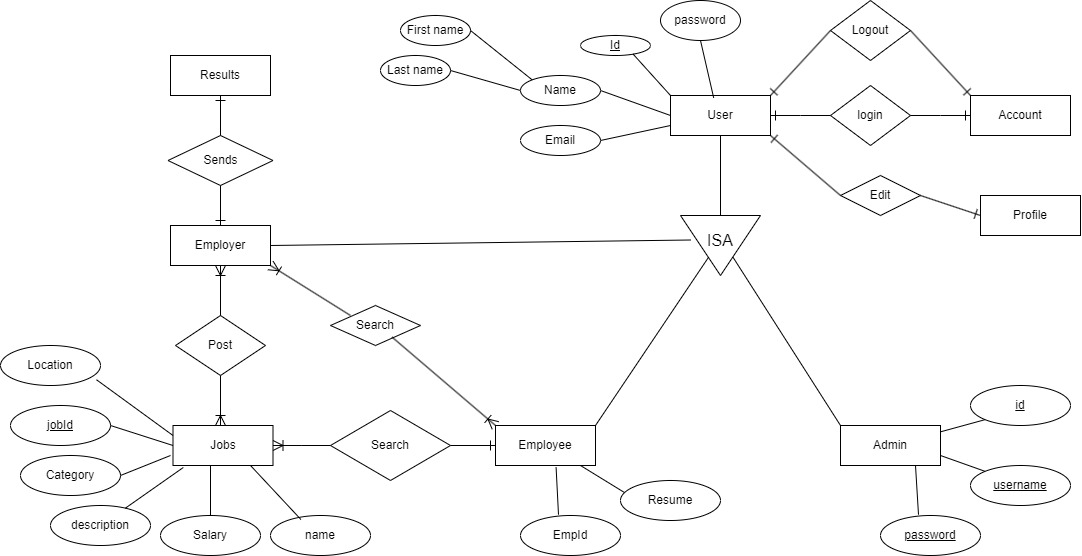 password
First name
Logout
Id
Last name
Results
Name
User
login
Account
Email
Sends
Edit
Profile
ISA
Employer
Search
Post
Location
id
jobId
Jobs
Search
Employee
Admin
Category
username
Resume
description
Salary
name
EmpId
password